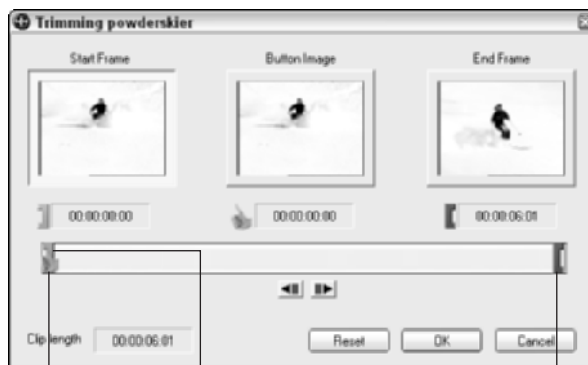 Trimming powderskier
Start Frame
Button Image
End Frame
00:00:00:00
00:00:00:00
00:00:06:01
Clip length
00:00:06:01
Reset
OK
Cancel